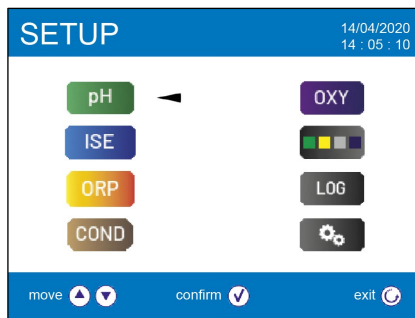 SETUP
14/04/2020
14 : 05 : 10
pH
OXY
ISE
ORP
LOG
COND
move
confirm
exit